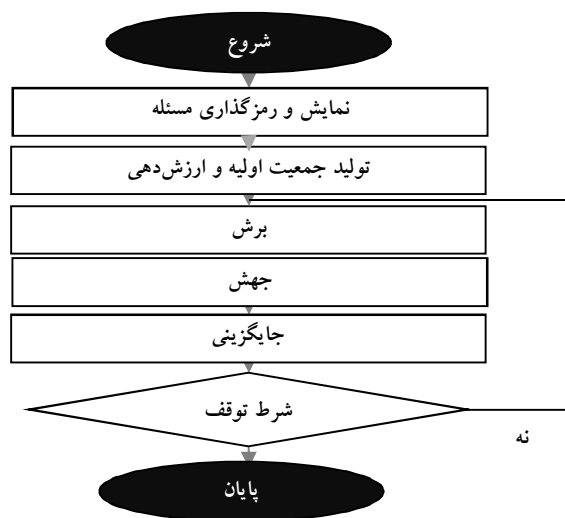 شروع
نمایش و رمزگذاری مسئله
تولید جمعیت اولیه و ارزش‌دهی
برش
جهش
جایگزینی
شرط توقف
نه
پایان